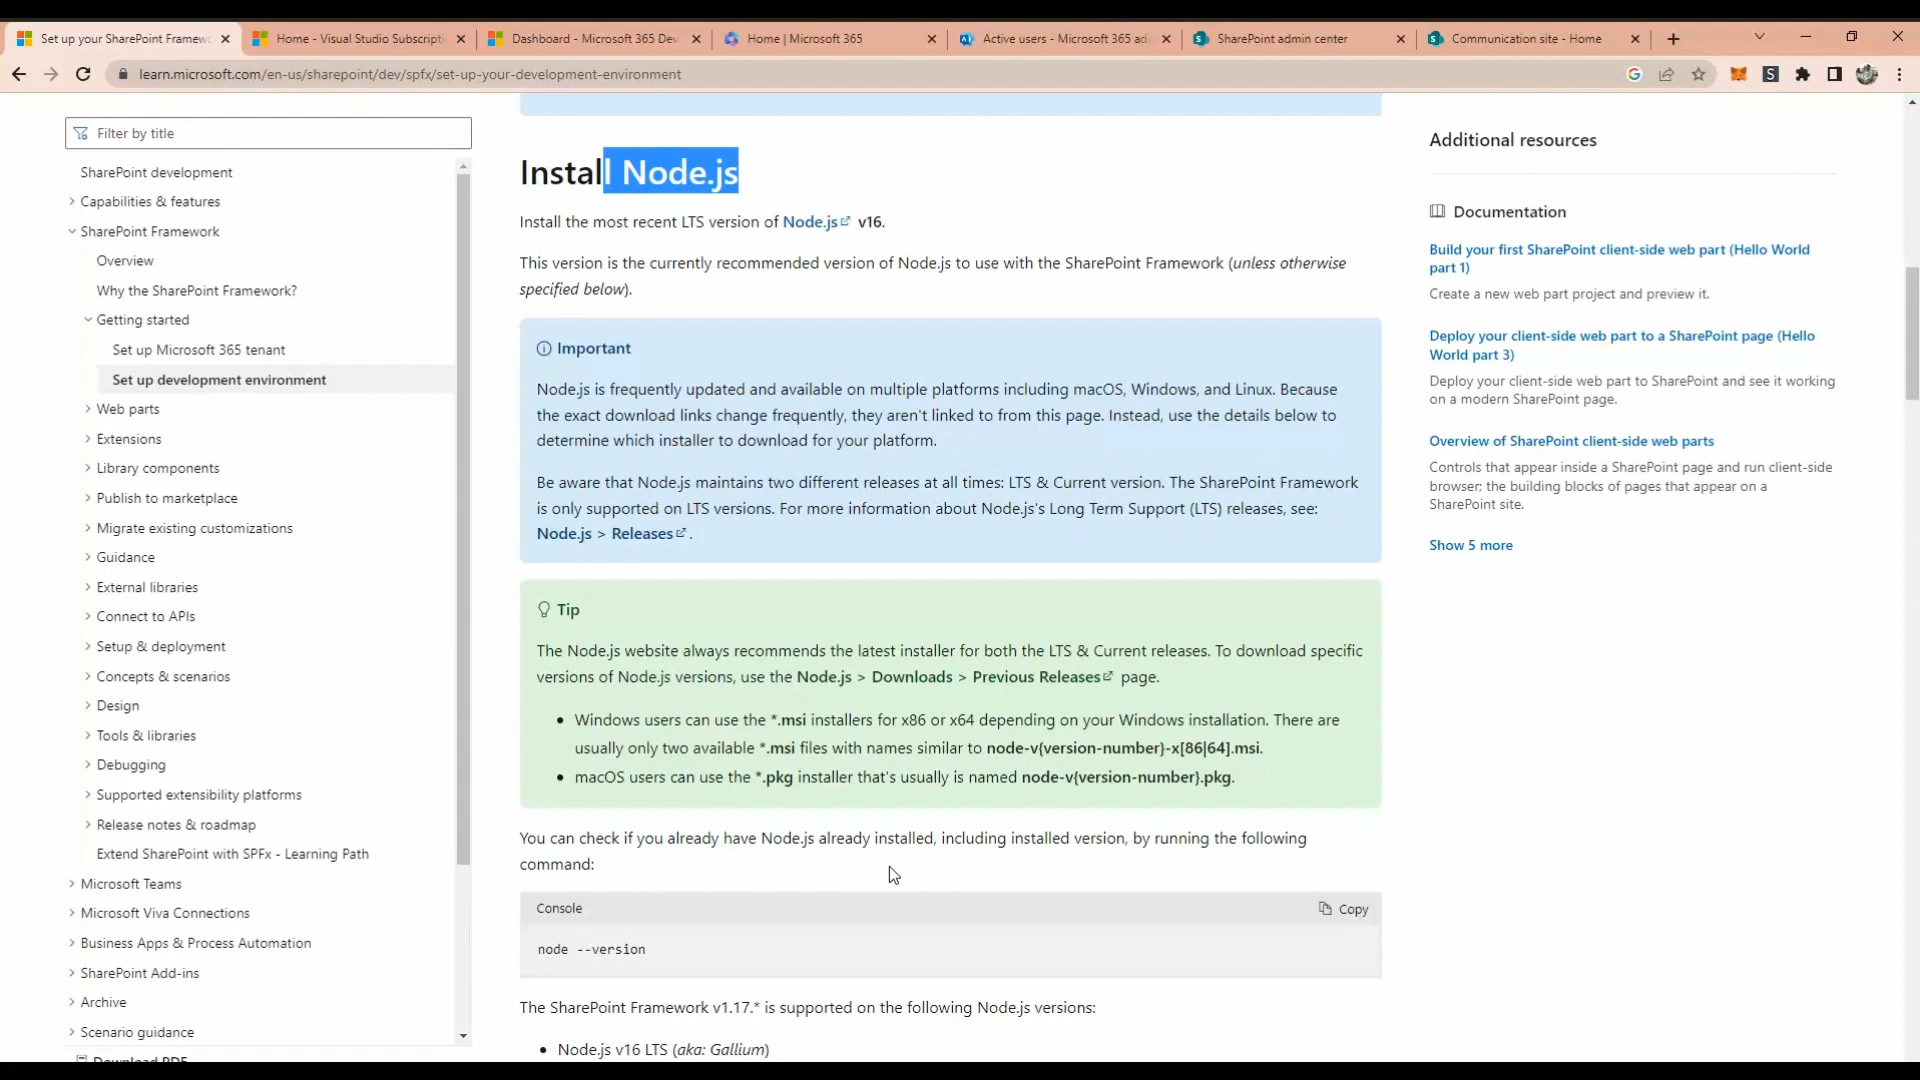 Set up your SharePoint Framewo
Home - Visual Studio Subscripti
Dashboard - Microsoft 365 Dev
Home | Microsoft 365
Active users - Microsoft 365 ad
SharePoint admin center
Communication site - Home
learn.microsoft.com/en-us/sharepoint/dev/spfx/set-up-your-development-environment
Filter by title
SharePoint development
Capabilities & features
SharePoint Framework
Overview
Why the SharePoint Framework?
Getting started
Set up Microsoft 365 tenant
Set up development environment
Web parts
Extensions
Library components
Publish to marketplace
Migrate existing customizations
Guidance
External libraries
Connect to APIs
Setup & deployment
Concepts & scenarios
Design
Tools & libraries
Debugging
Supported extensibility platforms
Release notes & roadmap
Extend SharePoint with SPFx - Learning Path
Microsoft Teams
Microsoft Viva Connections
Business Apps & Process Automation
SharePoint Add-ins
Archive
Scenario guidance
Download PDF
Install Node.js
Install the most recent LTS version of Node.js v16.
This version is the currently recommended version of Node.js to use with the SharePoint Framework (unless otherwise
specified below).
Important
Node.js is frequently updated and available on multiple platforms including macOS, Windows, and Linux. Because
the exact download links change frequently, they aren't linked to from this page. Instead, use the details below to
determine which installer to download for your platform.
Be aware that Node.js maintains two different releases at all times: LTS & Current version. The SharePoint Framework
is only supported on LTS versions. For more information about Node.js's Long Term Support (LTS) releases, see:
Node.js > Releases .
Tip
The Node.js website always recommends the latest installer for both the LTS & Current releases. To download specific
versions of Node.js versions, use the Node.js > Downloads > Previous Releases page.
• Windows users can use the *.msi installers for x86 or x64 depending on your Windows installation. There are
usually only two available *.msi files with names similar to node-v{version-number}-x[86|64].msi.
• macOS users can use the *.pkg installer that's usually is named node-v{version-number}.pkg.
You can check if you already have Node.js already installed, including installed version, by running the following
command:
Console
Copy
node --version
The SharePoint Framework v1.17.* is supported on the following Node.js versions:
• Node.js v16 LTS (aka: Gallium)
Additional resources
Documentation
Build your first SharePoint client-side web part (Hello World
part 1)
Create a new web part project and preview it.
Deploy your client-side web part to a SharePoint page (Hello
World part 3)
Deploy your client-side web part to SharePoint and see it working
on a modern SharePoint page.
Overview of SharePoint client-side web parts
Controls that appear inside a SharePoint page and run client-side
browser; the building blocks of pages that appear on a
SharePoint site.
Show 5 more